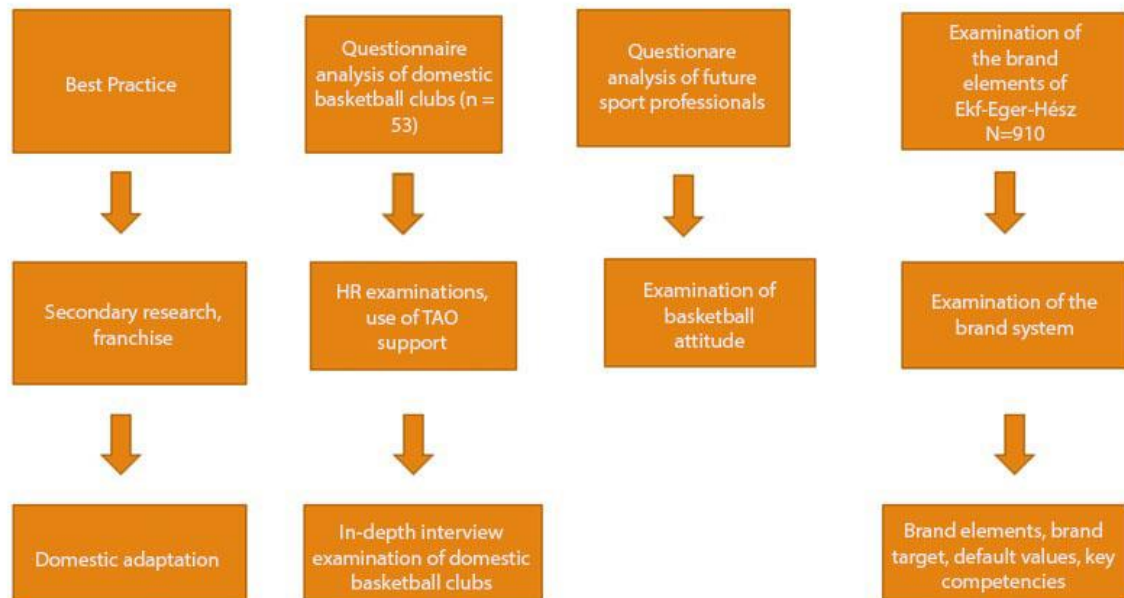 Best Practice
Questionnaire
analysis of domestic
basketball clubs (n =
53)
Questionare
analysis of future
sport professionals
Examination of
the brand
elements of
Ekf-Eger-Hész
N=910
Secondary research,
franchise
HR examinations,
use of TAO
support
Examination of
basketball
attitude
Examination of the
brand system
Domestic adaptation
In-depth interview
examination of domestic
basketball clubs
Brand elements, brand
target, default values, key
competencies